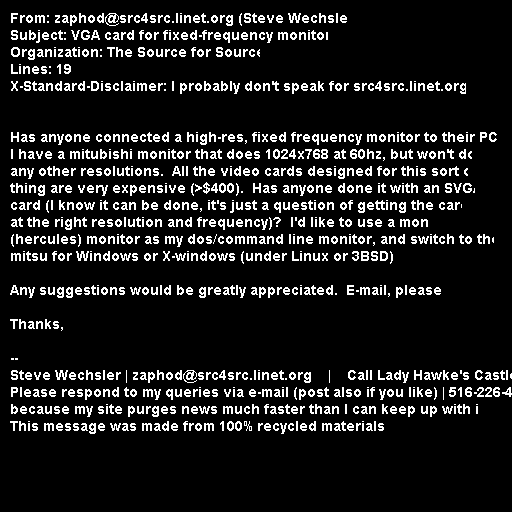 From: zaphod@src4src.linet.org (Steve Wechsle
Subject: VGA card for fixed-frequency monitor
Organization: The Source for Source
Lines: 19
X-Standard-Disclaimer: I probably don't speak for src4src.linet.org
Has anyone connected a high-res, fixed frequency monitor to their PC
I have a mitubishi monitor that does 1024x768 at 60hz, but won't do
any other resolutions.  All the video cards designed for this sort o
thing are very expensive (>$400).  Has anyone done it with an SVGA
card (I know it can be done, it's just a question of getting the car
at the right resolution and frequency)?  I'd like to use a mon
(hercules) monitor as my dos/command line monitor, and switch to the
mitsu for Windows or X-windows (under Linux or 3BSD)
Any suggestions would be greatly appreciated.  E-mail, please
Thanks,
--
Steve Wechsler | zaphod@src4src.linet.org    |    Call Lady Hawke's Castle
Please respond to my queries via e-mail (post also if you like) | 516-226-4
because my site purges news much faster than I can keep up with i
This message was made from 100% recycled materials